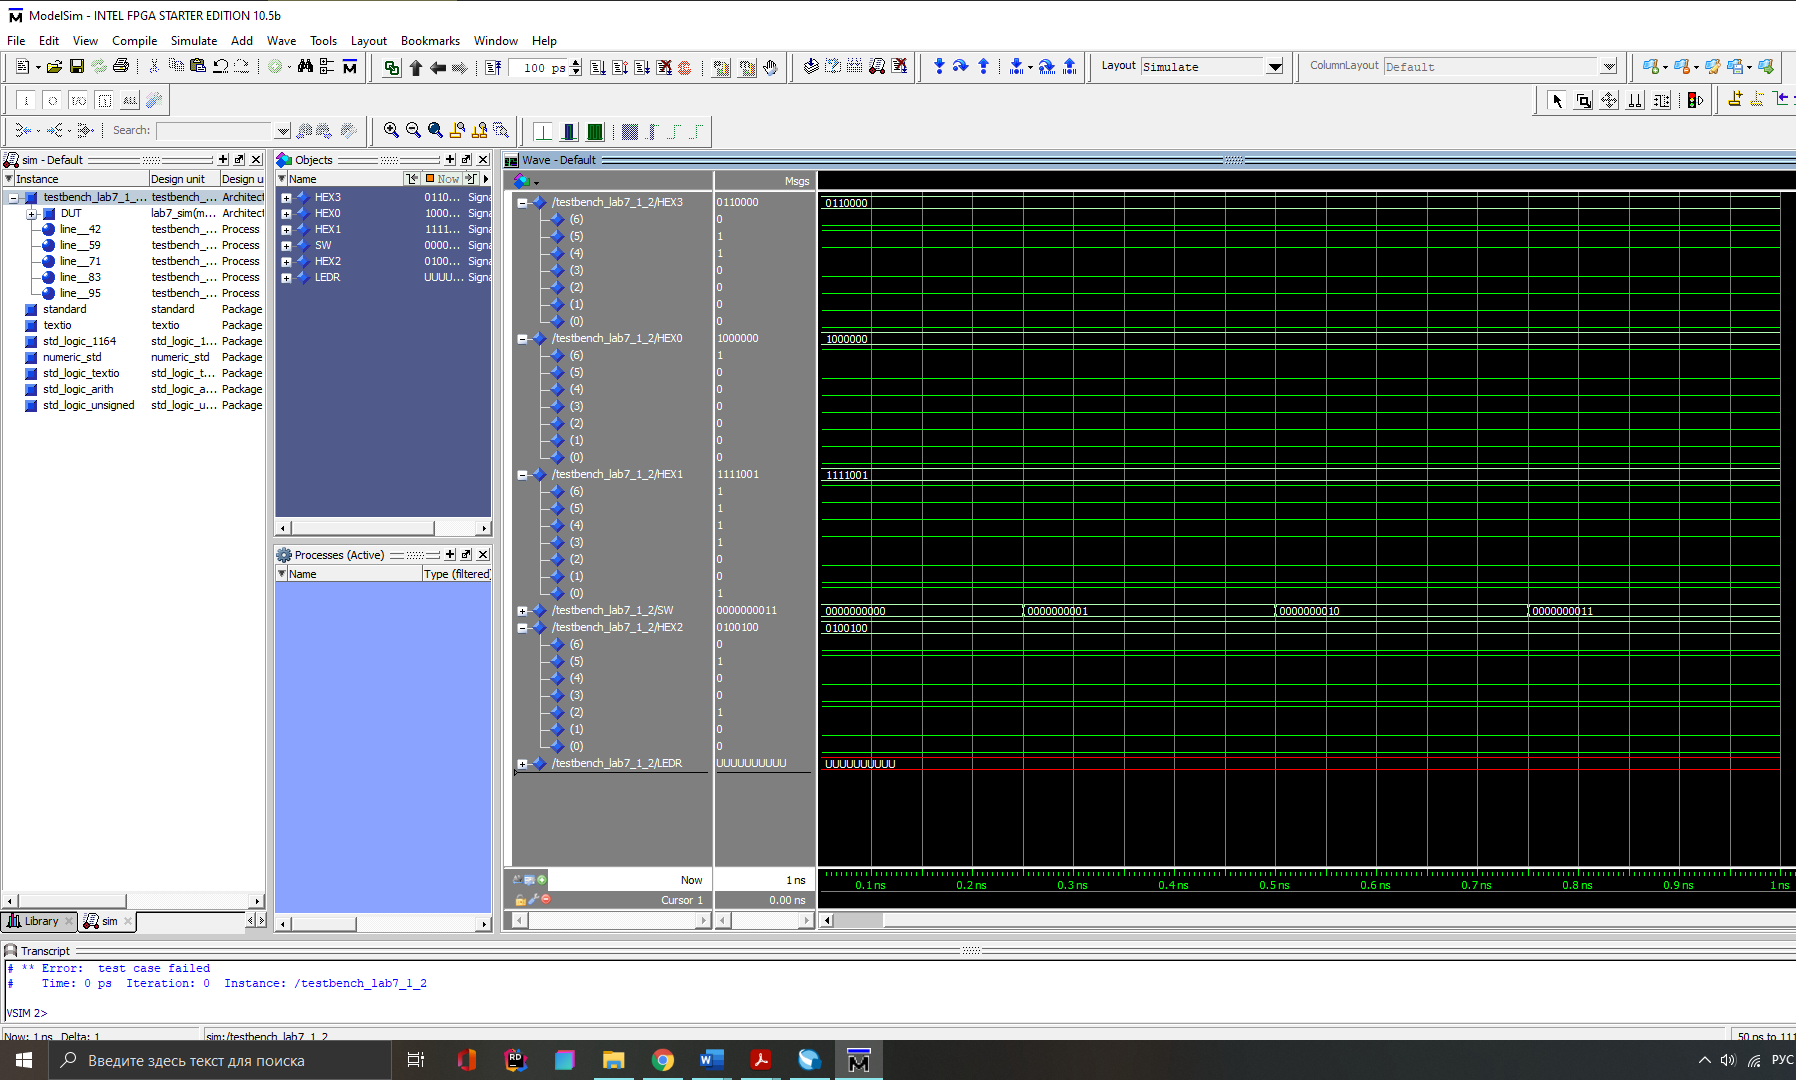 ModelSim - INTEL FPGA STARTER EDITION 10.5b
File Edit View Compile Simulate Add Wave Tools Layout Bookmarks Window Help
100 ps
Layout Simulate
ColumnLayout Default
Search:
sim - Default
Instance Design unit Design u
testbench_lab7_1_... testbench_... Architect
DUT lab7_sim(m... Architect
line__42 testbench_... Process
line__59 testbench_... Process
line__71 testbench_... Process
line__83 testbench_... Process
line__95 testbench_... Process
standard standard Package
textio textio Package
std_logic_1164 std_logic_1... Package
numeric_std numeric_std Package
std_logic_textio std_logic_t... Package
std_logic_arith std_logic_a... Package
std_logic_unsigned std_logic_u... Package
Library sim
Objects
Name Now
HEX3 0110... Signa
HEX0 1000... Signa
HEX1 1111... Signa
SW 0000... Signa
HEX2 0100... Signa
LEDR UUUU... Signa
Processes (Active)
Name Type (filtered)
Wave - Default
Msgs
/testbench_lab7_1_2/HEX3 0110000 0110000
(6) 0
(5) 1
(4) 1
(3) 0
(2) 0
(1) 0
(0) 0
/testbench_lab7_1_2/HEX0 1000000 1000000
(6) 1
(5) 0
(4) 0
(3) 0
(2) 0
(1) 0
(0) 0
/testbench_lab7_1_2/HEX1 1111001 1111001
(6) 1
(5) 1
(4) 1
(3) 1
(2) 0
(1) 0
(0) 1
/testbench_lab7_1_2/SW 0000000011 0000000000 0000000001 0000000010 0000000011
/testbench_lab7_1_2/HEX2 0100100 0100100
(6) 0
(5) 1
(4) 0
(3) 0
(2) 1
(1) 0
(0) 0
/testbench_lab7_1_2/LEDR UUUUUUUUUU UUUUUUUUUU
Now 1 ns
0.1 ns 0.2 ns 0.3 ns 0.4 ns 0.5 ns 0.6 ns 0.7 ns 0.8 ns 0.9 ns 1 ns
Cursor 1 0.00 ns
Transcript
# ** Error: test case failed
# Time: 0 ps Iteration: 0 Instance: /testbench_lab7_1_2
VSIM 2>
Now: 1 ns Delta: 1 sim:/testbench_lab7_1_2 50 ns to 111
Введите здесь текст для поиска
РУС